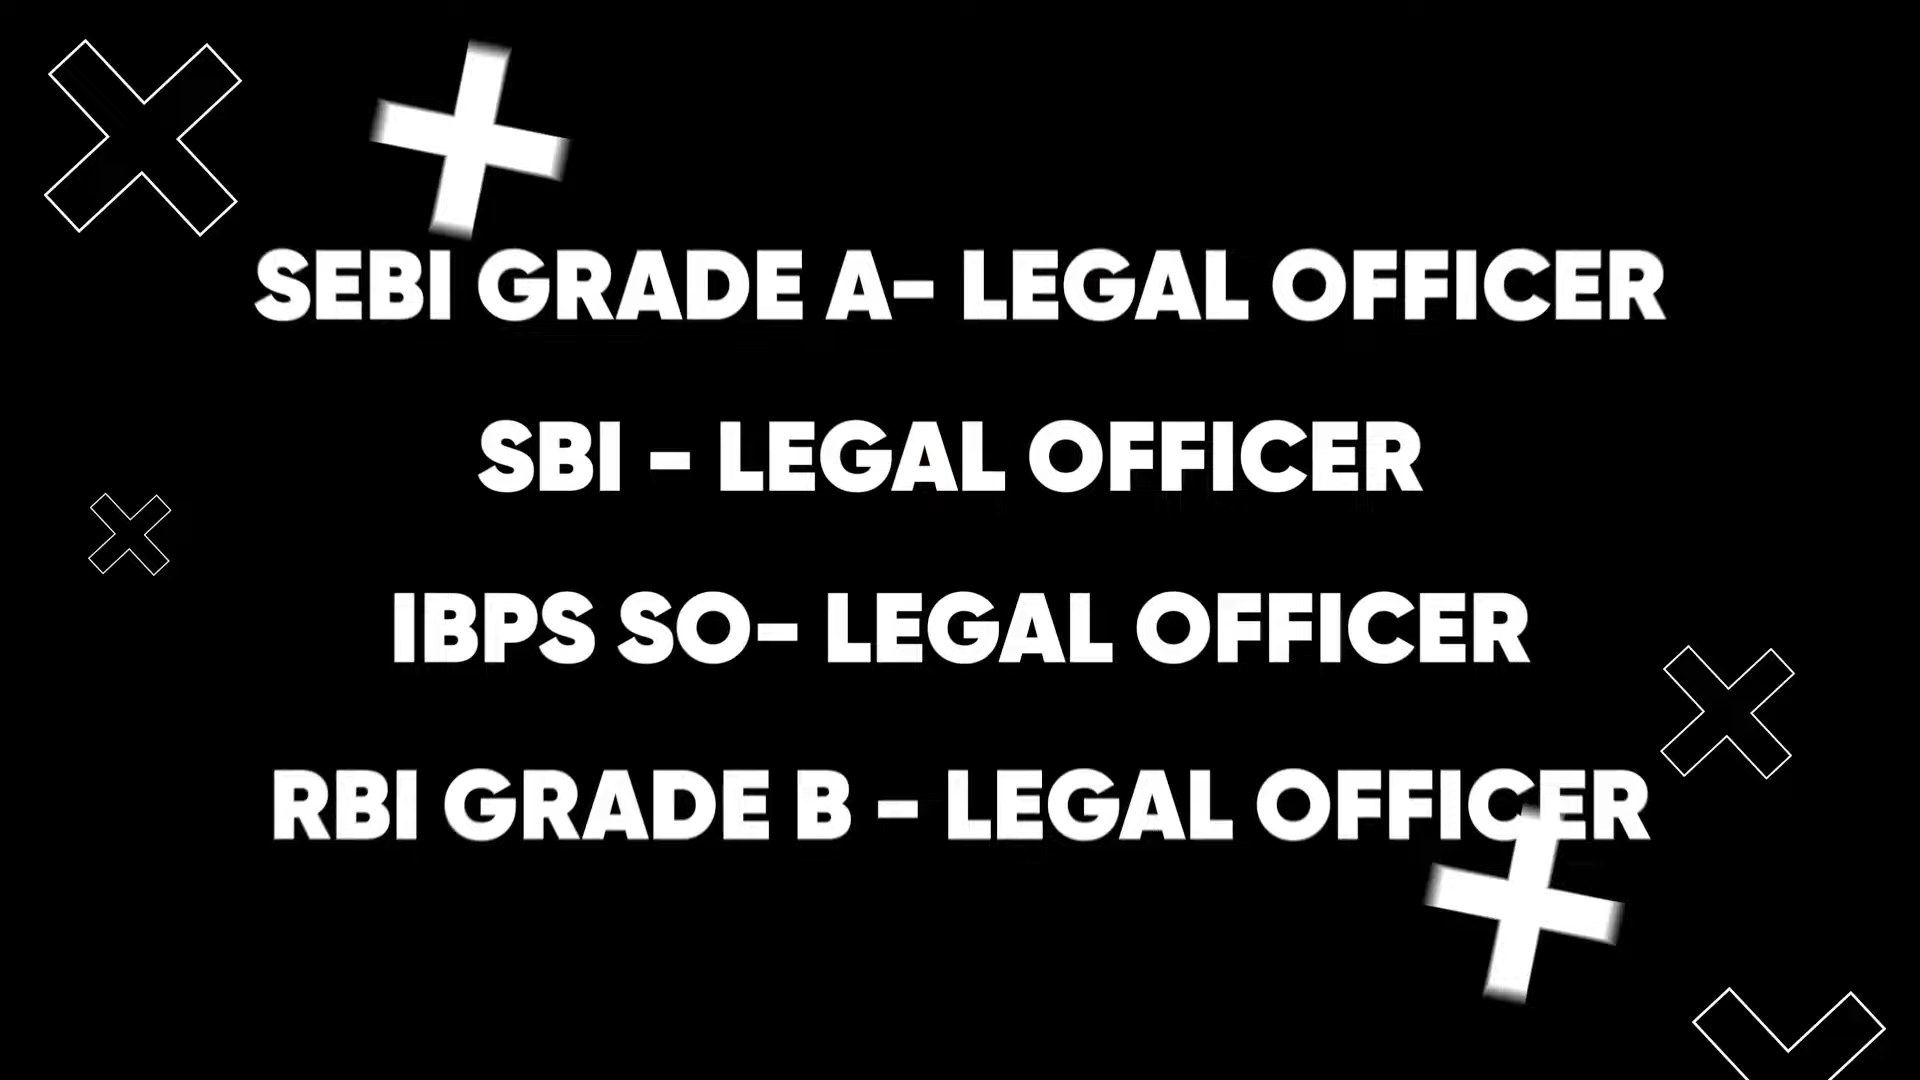 SEBI GRADE A- LEGAL OFFICER
SBI - LEGAL OFFICER
IBPS SO- LEGAL OFFICER
RBI GRADE B - LEGAL OFFICER